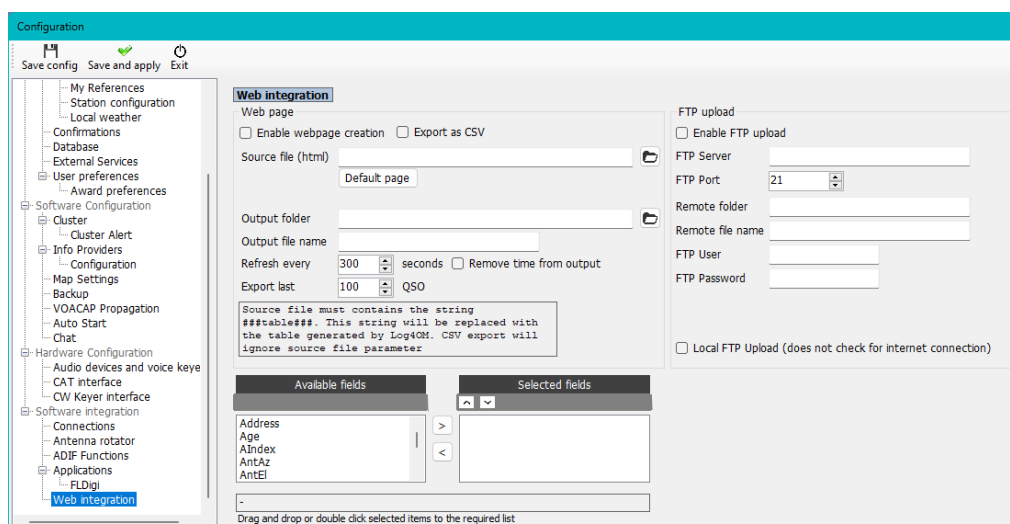 Configuration
Save config Save and apply Exit
My References
Station configuration
Local weather
Confirmations
Database
External Services
User preferences
Award preferences
Software Configuration
Cluster
Cluster Alert
Info Providers
Configuration
Map Settings
Backup
VOACAP Propagation
Auto Start
Chat
Hardware Configuration
Audio devices and voice keye
CAT interface
CW Keyer interface
Software integration
Connections
Antenna rotator
ADIF Functions
Applications
FLDigi
Web integration
Web integration
Web page
Enable webpage creation Export as CSV
Source file (html)
Default page
Output folder
Output file name
Refresh every 300 seconds Remove time from output
Export last 100 QSO
Source file must contains the string
###table###. This string will be replaced with
the table generated by Log4OM. CSV export will
ignore source file parameter
FTP upload
Enable FTP upload
FTP Server
FTP Port 21
Remote folder
Remote file name
FTP User
FTP Password
Local FTP Upload (does not check for internet connection)
Available fields
Address
Age
AIndex
AntAz
AntEl
>
<
Selected fields
-
Drag and drop or double click selected items to the required list